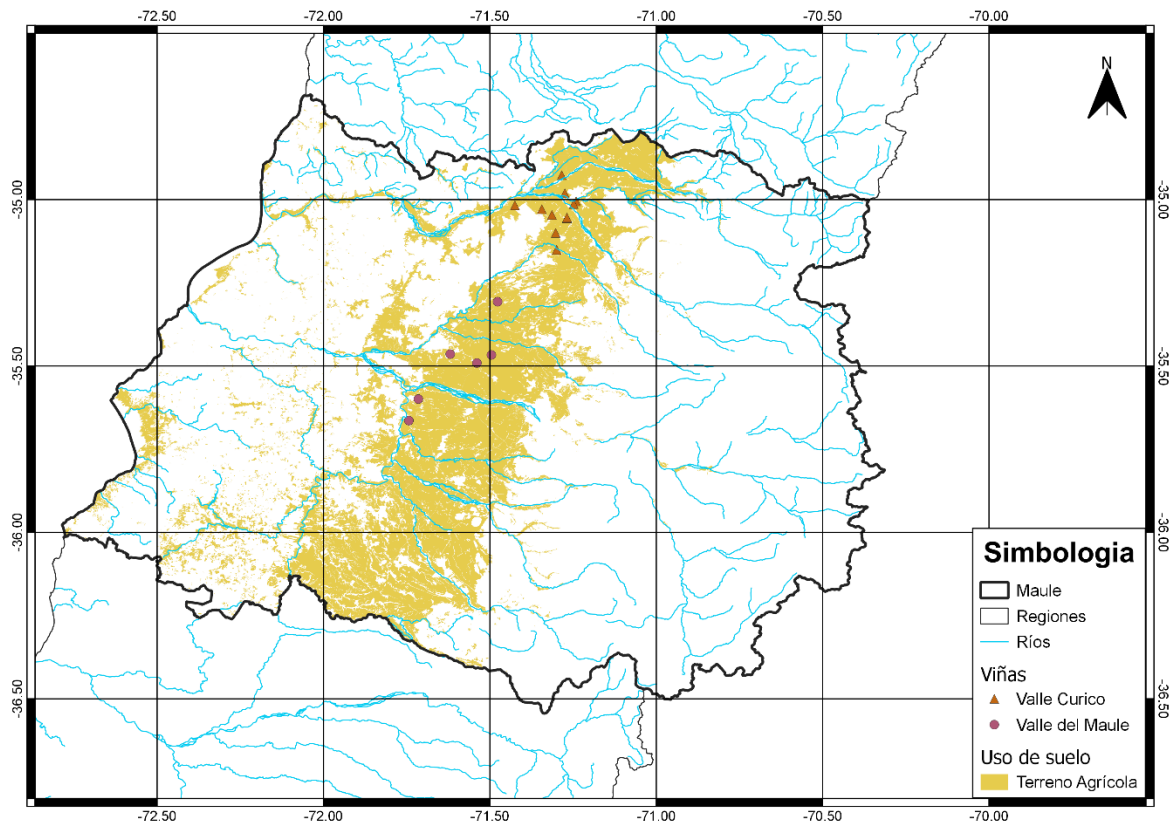 -72.50 -72.00 -71.50 -71.00 -70.50 -70.00
N
-35.00 -35.00
-35.50 -35.50
-36.00 -36.00
-36.50 -36.50
Simbologia
Maule
Regiones
Ríos
Viñas
Valle Curico
Valle del Maule
Uso de suelo
Terreno Agrícola
-72.50 -72.00 -71.50 -71.00 -70.50 -70.00